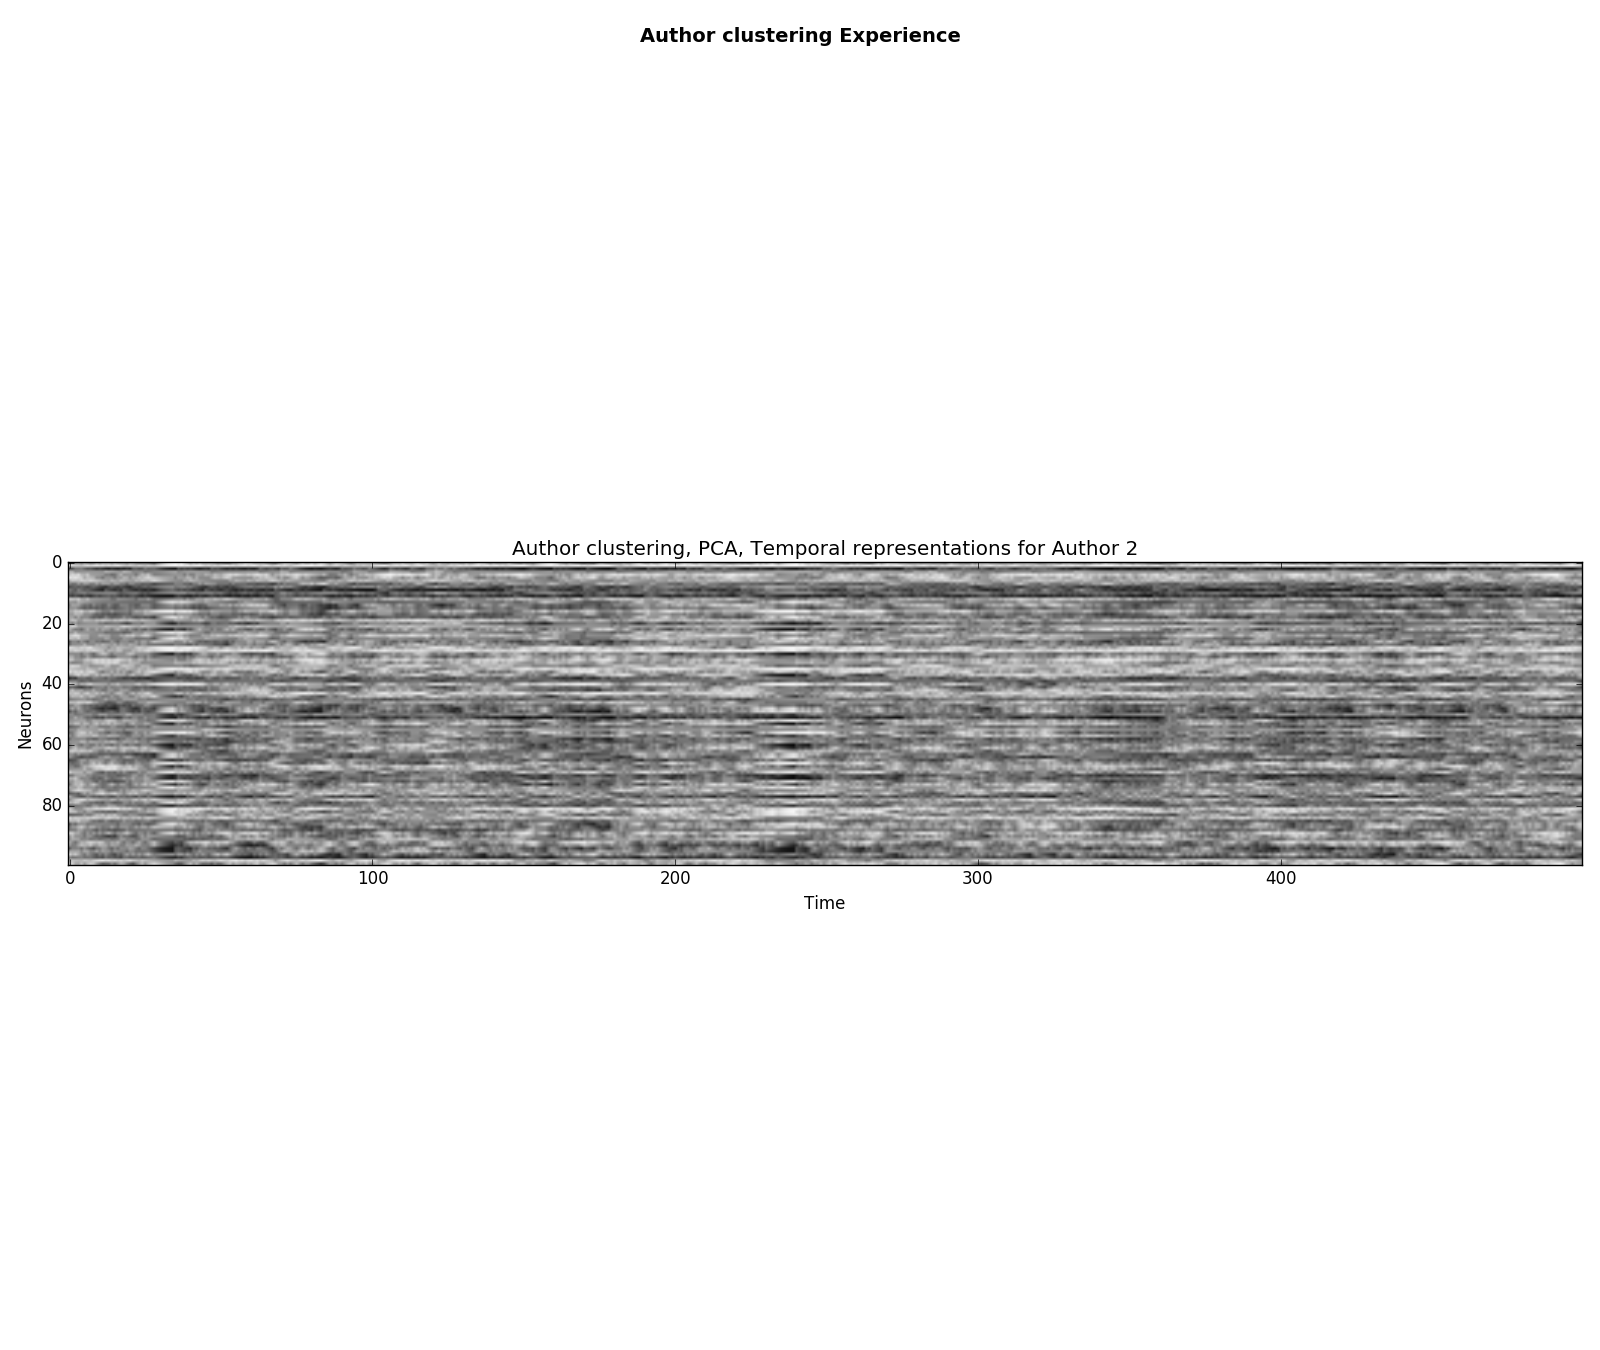 Author clustering Experience
Author clustering, PCA, Temporal representations for Author 2
0
20
40
60
80
Neurons
0 100 200 300 400
Time